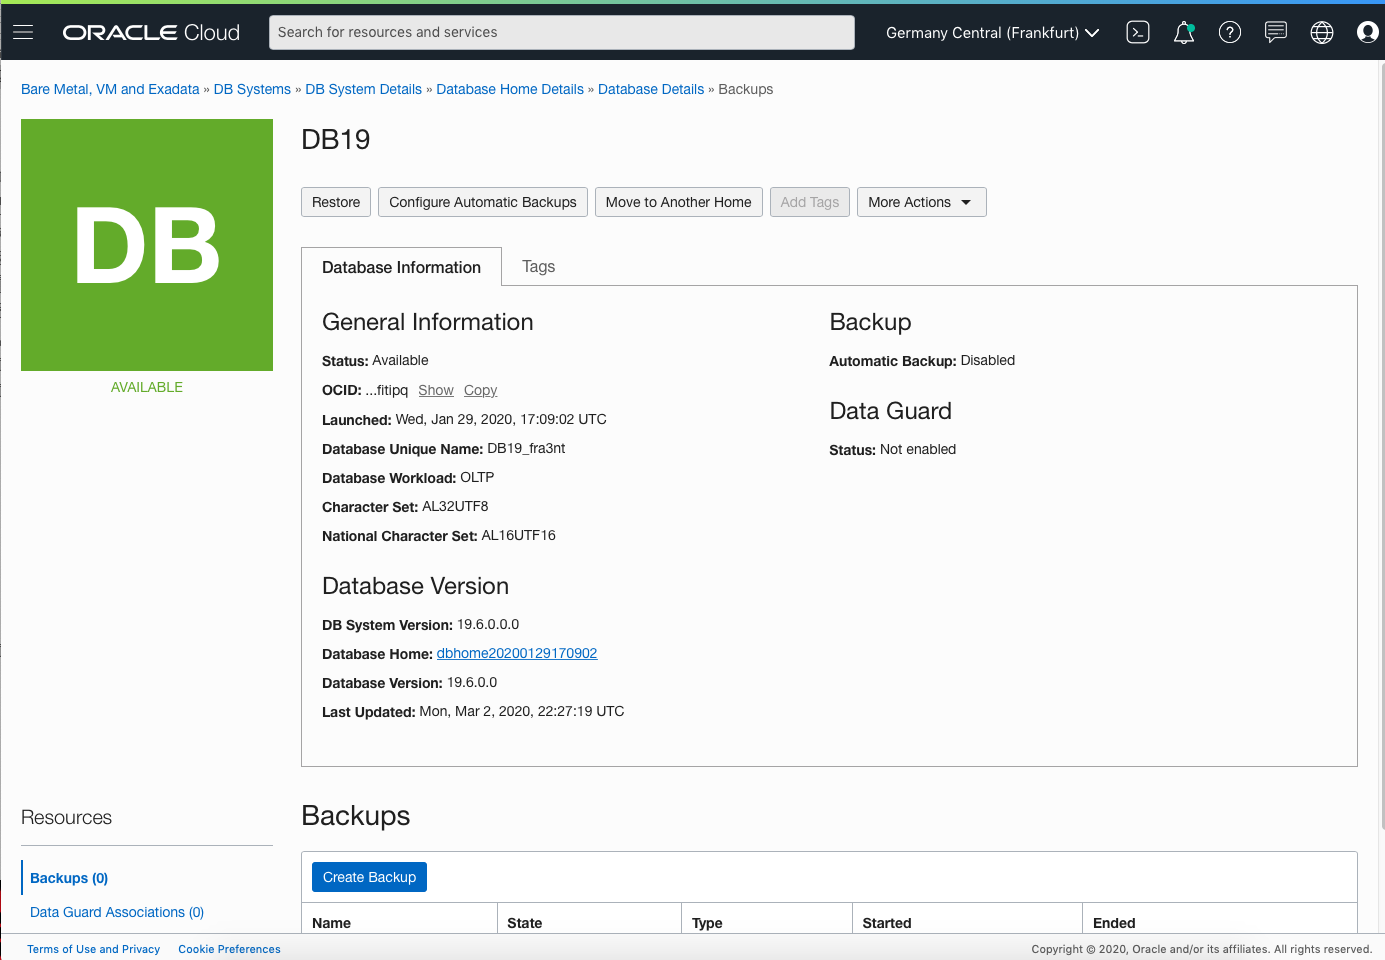 ORACLE Cloud
Search for resources and services
Germany Central (Frankfurt)
Bare Metal, VM and Exadata » DB Systems » DB System Details » Database Home Details » Database Details » Backups
DB
AVAILABLE
DB19
Restore
Configure Automatic Backups
Move to Another Home
Add Tags
More Actions
Database Information
Tags
General Information
Status: Available
OCID: ...fitipq Show Copy
Launched: Wed, Jan 29, 2020, 17:09:02 UTC
Database Unique Name: DB19_fra3nt
Database Workload: OLTP
Character Set: AL32UTF8
National Character Set: AL16UTF16
Database Version
DB System Version: 19.6.0.0.0
Database Home: dbhome20200129170902
Database Version: 19.6.0.0
Last Updated: Mon, Mar 2, 2020, 22:27:19 UTC
Backup
Automatic Backup: Disabled
Data Guard
Status: Not enabled
Resources
Backups (0)
Data Guard Associations (0)
Backups
Create Backup
Name State Type Started Ended
Terms of Use and Privacy Cookie Preferences
Copyright © 2020, Oracle and/or its affiliates. All rights reserved.